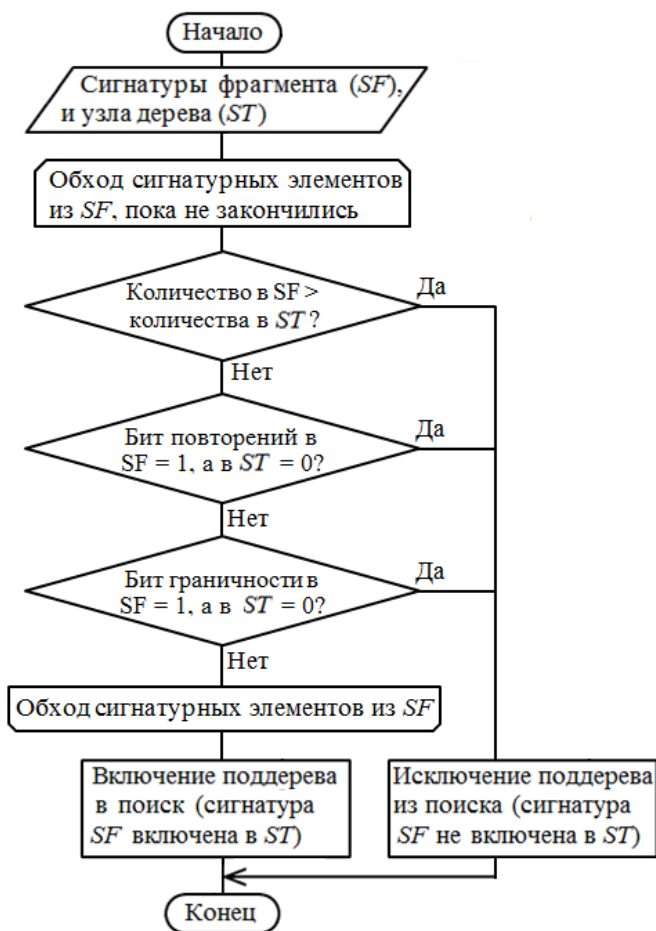 Начало
Сигнатуры фрагмента (SF),
и узла дерева (ST)
Обход сигнатурных элементов
из SF, пока не закончились
Количество в SF >
количества в ST ?
Да
Нет
Бит повторений в
SF = 1, а в ST = 0?
Да
Нет
Бит граничности в
SF = 1, а в ST = 0?
Да
Нет
Обход сигнатурных элементов из SF
Включение поддерева
в поиск (сигнатура
SF включена в ST)
Исключение поддерева
из поиска (сигнатура
SF не включена в ST)
Конец